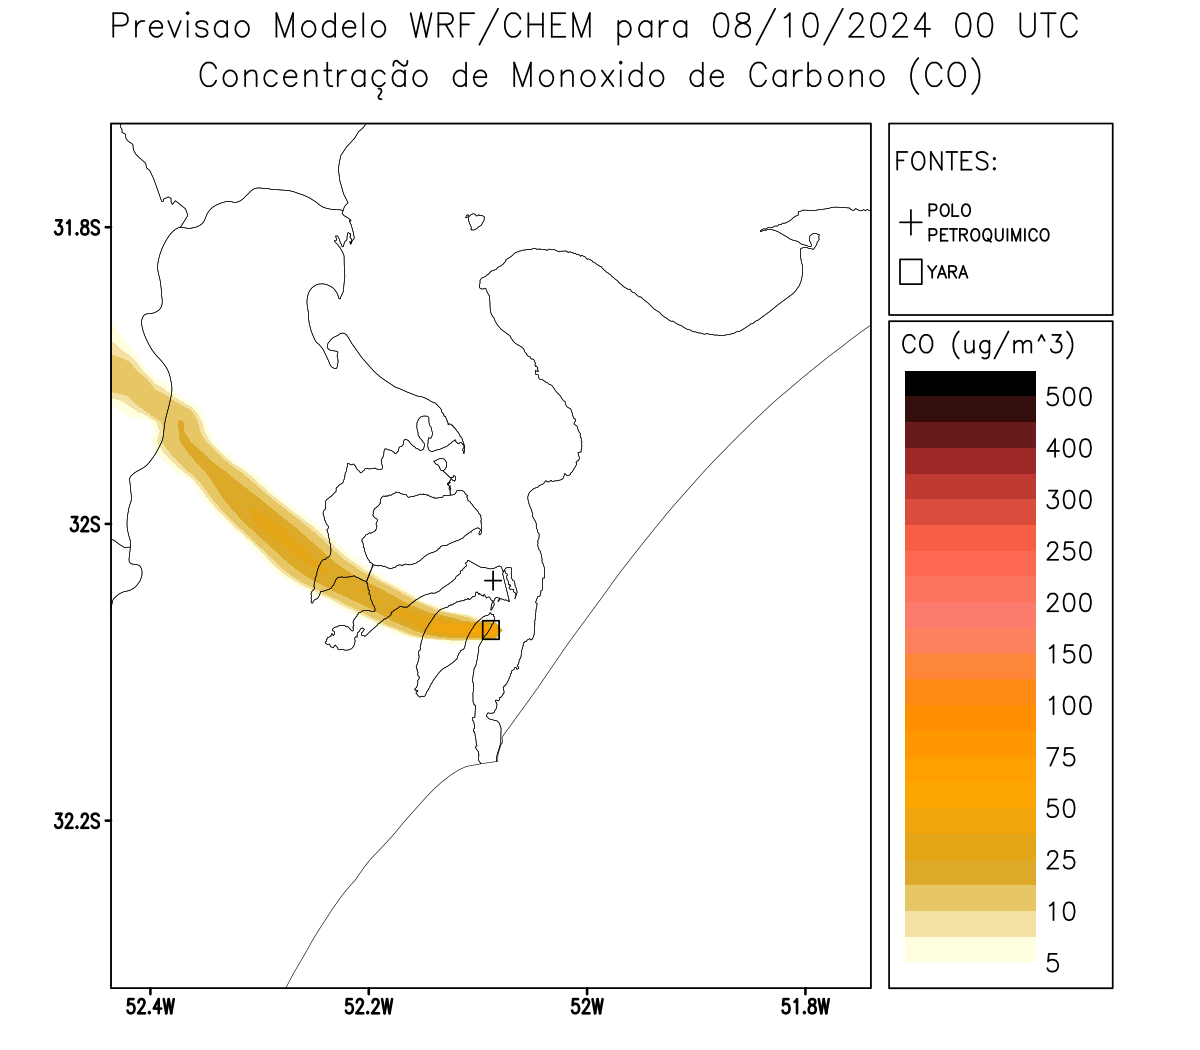 Previsao Modelo WRF/CHEM para 08/10/2024 00 UTC
Concentração de Monoxido de Carbono (CO)
FONTES:
POLO
PETROQUIMICO
YARA
CO (ug/m^3)
500
400
300
250
200
150
100
75
50
25
10
5
31.8S
32S
32.2S
52.4W
52.2W
52W
51.8W